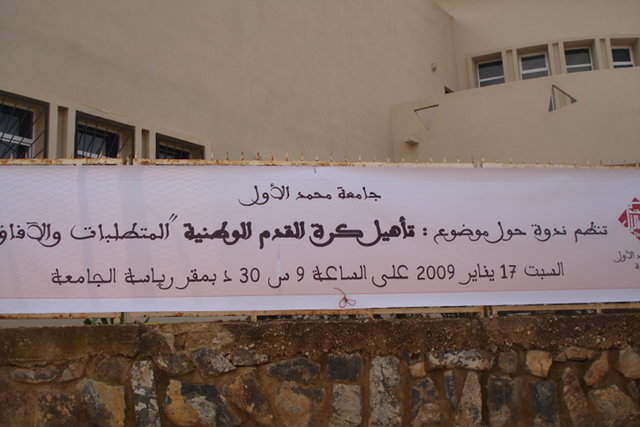 جامعة محمد الأول
تنظم ندوة حول موضوع : تأهيل كرة القدم الوطنية "المتطلبات والآفاق
السبت 17 يناير 2009 على الساعة 9 س 30 د بمقر رياسة الجامعة